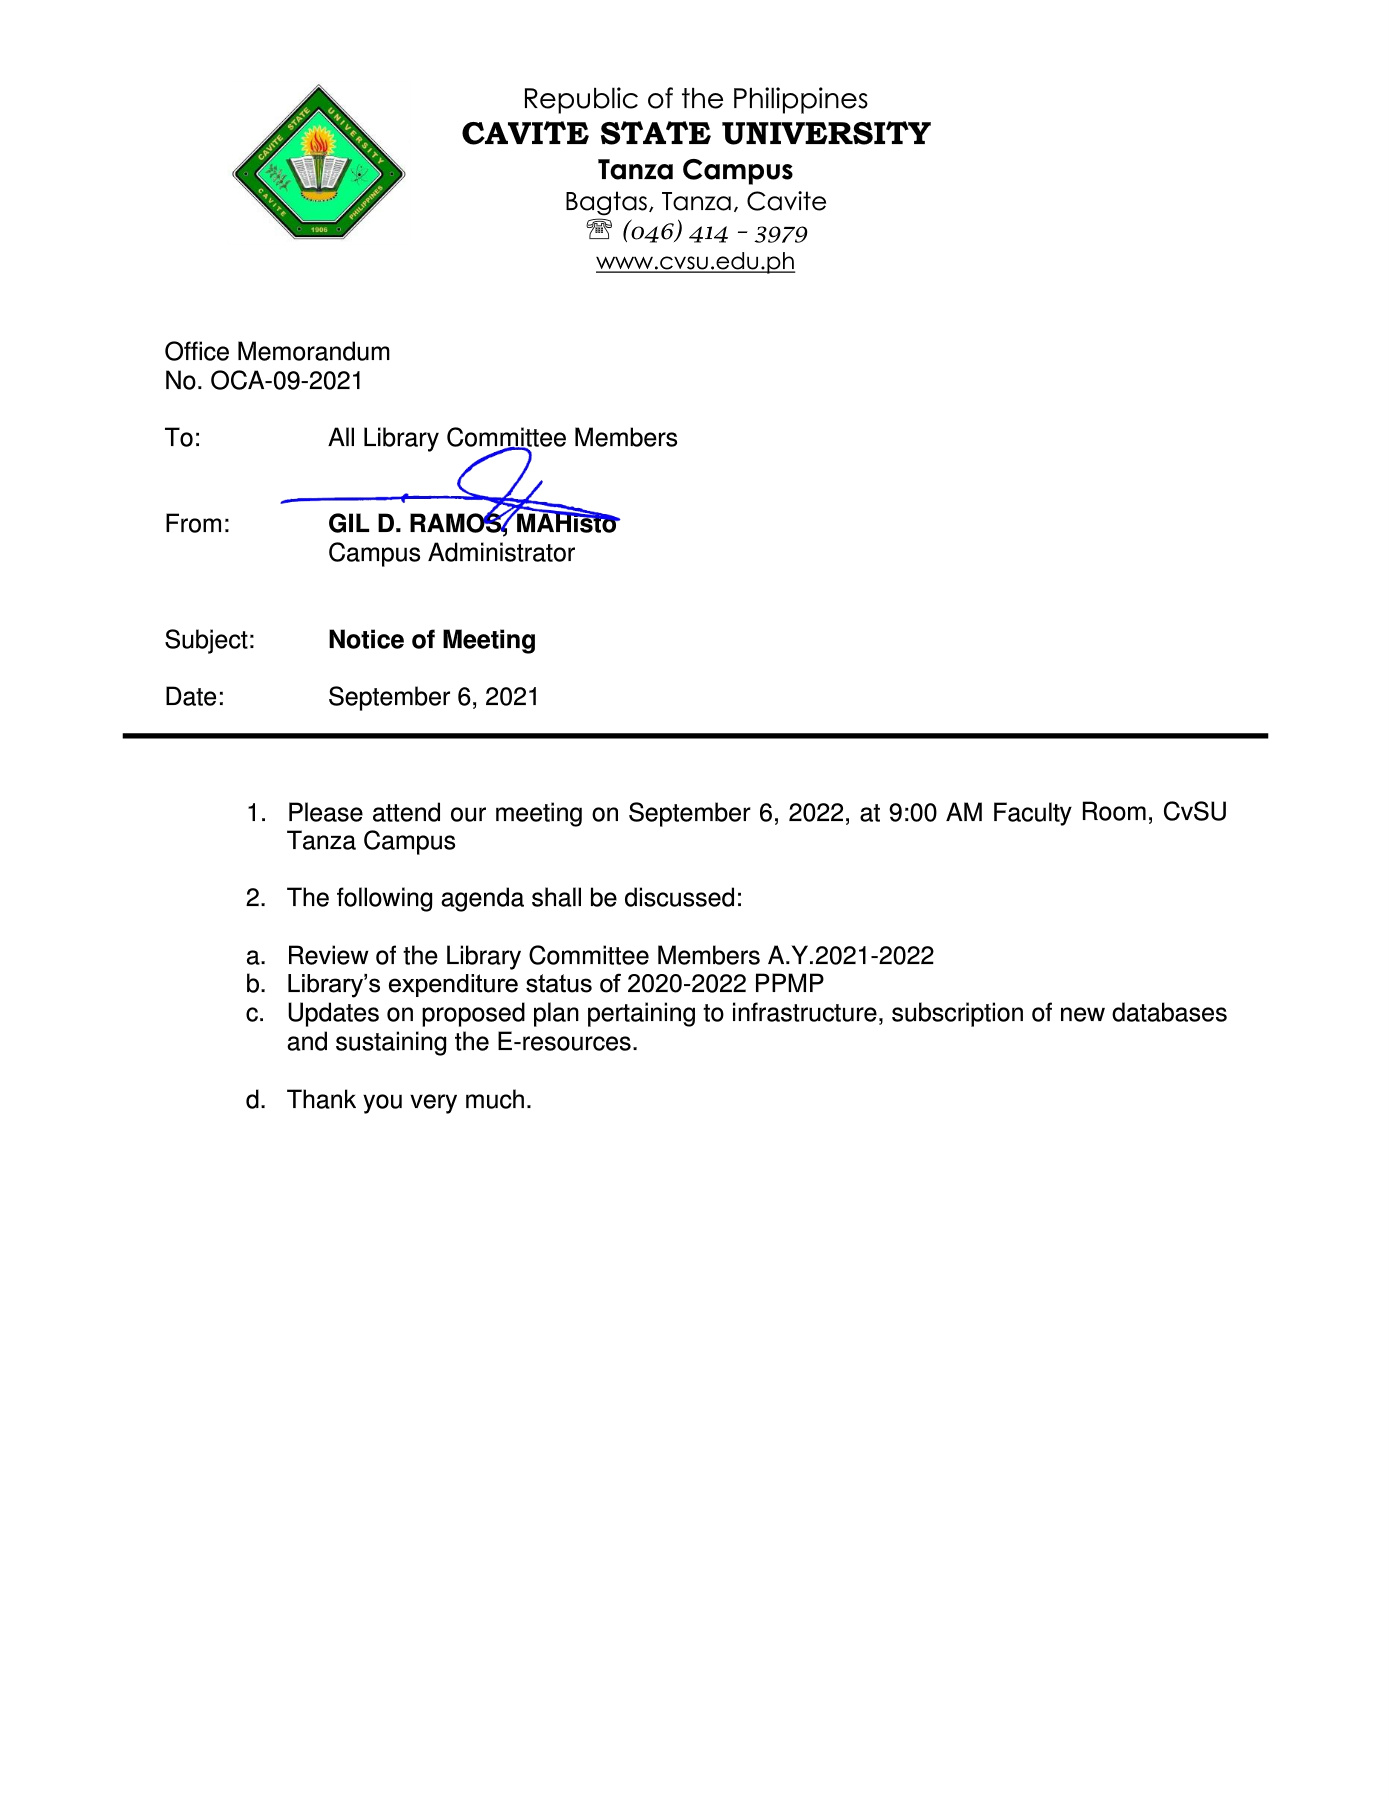 CAVITE STATE UNIVERSITY
CAVITE PHILIPPINES
1906
Republic of the Philippines
CAVITE STATE UNIVERSITY
Tanza Campus
Bagtas, Tanza, Cavite
☏ (046) 414 – 3979
www.cvsu.edu.ph
Office Memorandum
No. OCA-09-2021
To: All Library Committee Members
From: GIL D. RAMOS, MAHisto
Campus Administrator
Subject: Notice of Meeting
Date: September 6, 2021
1. Please attend our meeting on September 6, 2022, at 9:00 AM Faculty Room, CvSU
Tanza Campus
2. The following agenda shall be discussed:
a. Review of the Library Committee Members A.Y.2021-2022
b. Library’s expenditure status of 2020-2022 PPMP
c. Updates on proposed plan pertaining to infrastructure, subscription of new databases
and sustaining the E-resources.
d. Thank you very much.